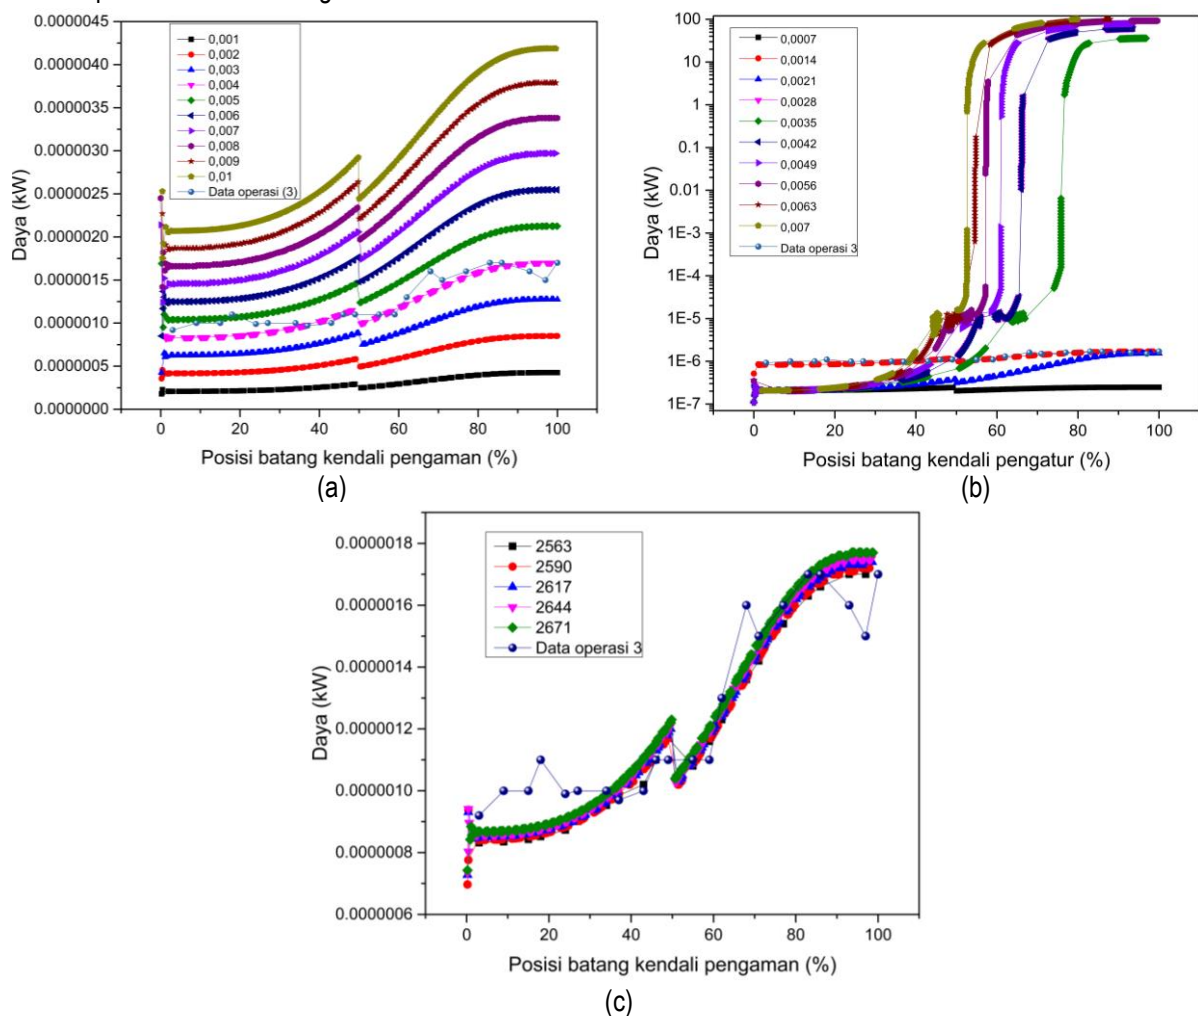 0.0000045
0.0000040
0.0000035
0.0000030
0.0000025
0.0000020
0.0000015
0.0000010
0.0000005
0.0000000
Daya (kW)
0,001
0,002
0,003
0,004
0,005
0,006
0,007
0,008
0,009
0,01
Data operasi (3)
0 20 40 60 80 100
Posisi batang kendali pengaman (%)
(a)
100
10
1
0.1
0.01
1E-3
1E-4
1E-5
1E-6
1E-7
Daya (kW)
0,0007
0,0014
0,0021
0,0028
0,0035
0,0042
0,0049
0,0056
0,0063
0,007
Data operasi 3
0 20 40 60 80 100
Posisi batang kendali pengatur (%)
(b)
0.0000018
0.0000016
0.0000014
0.0000012
0.0000010
0.0000008
0.0000006
Daya (kW)
2563
2590
2617
2644
2671
Data operasi 3
0 20 40 60 80 100
Posisi batang kendali pengaman (%)
(c)